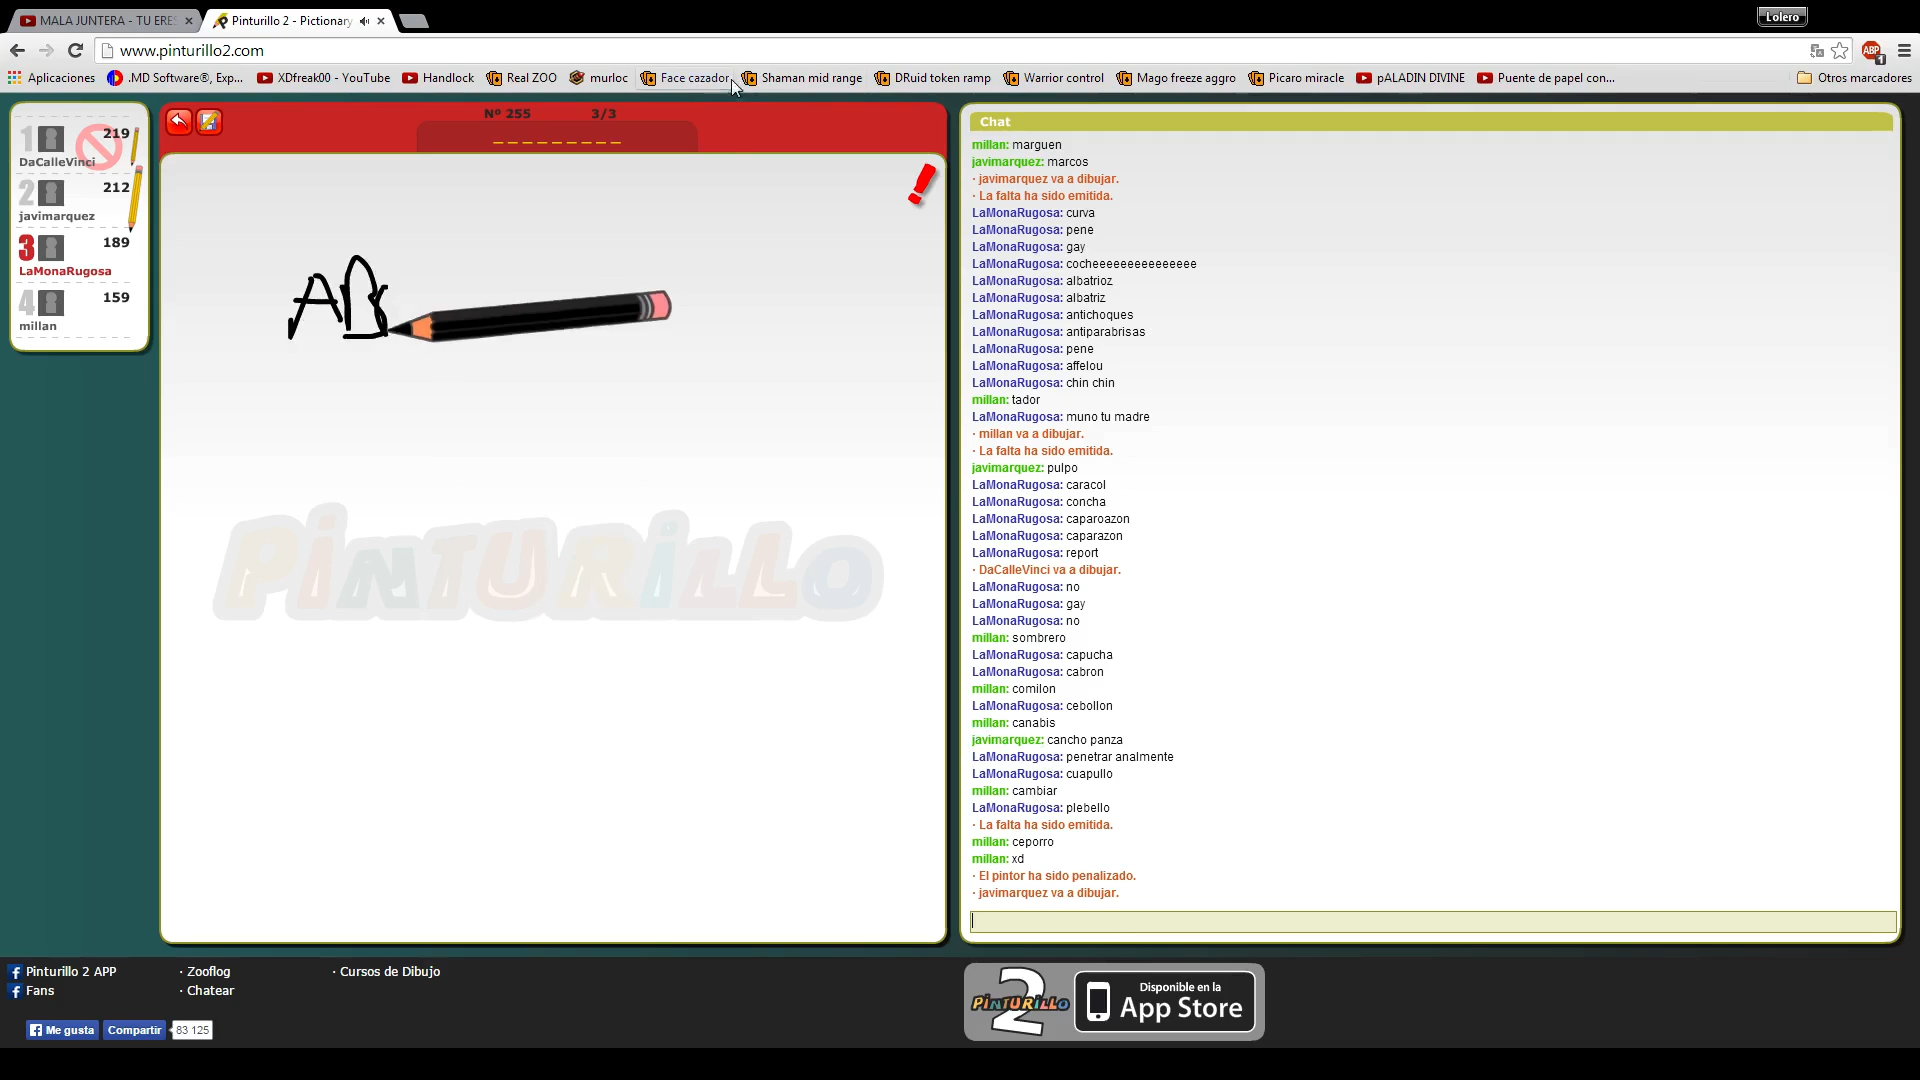 MALA JUNTERA - TU ERES
Pinturillo 2 - Pictionary
Lolero
www.pinturillo2.com
ABP
1
Aplicaciones
.MD Software®, Exp...
XDfreak00 - YouTube
Handlock
Real ZOO
murloc
Face cazador
Shaman mid range
DRuid token ramp
Warrior control
Mago freeze aggro
Picaro miracle
pALADIN DIVINE
Puente de papel con...
Otros marcadores
1 219
DaCalleVinci
2 212
javimarquez
3 189
LaMonaRugosa
4 159
millan
Nº 255 3/3
_ _ _ _ _ _ _ _ _
AB
PINTURILLO
Chat
millan: marguen
javimarquez: marcos
· javimarquez va a dibujar.
· La falta ha sido emitida.
LaMonaRugosa: curva
LaMonaRugosa: pene
LaMonaRugosa: gay
LaMonaRugosa: cocheeeeeeeeeeeeeee
LaMonaRugosa: albatrioz
LaMonaRugosa: albatriz
LaMonaRugosa: antichoques
LaMonaRugosa: antiparabrisas
LaMonaRugosa: pene
LaMonaRugosa: affelou
LaMonaRugosa: chin chin
millan: tador
LaMonaRugosa: muno tu madre
· millan va a dibujar.
· La falta ha sido emitida.
javimarquez: pulpo
LaMonaRugosa: caracol
LaMonaRugosa: concha
LaMonaRugosa: caparoazon
LaMonaRugosa: caparazon
LaMonaRugosa: report
· DaCalleVinci va a dibujar.
LaMonaRugosa: no
LaMonaRugosa: gay
LaMonaRugosa: no
millan: sombrero
LaMonaRugosa: capucha
LaMonaRugosa: cabron
millan: comilon
LaMonaRugosa: cebollon
millan: canabis
javimarquez: cancho panza
LaMonaRugosa: penetrar analmente
LaMonaRugosa: cuapullo
millan: cambiar
LaMonaRugosa: plebello
· La falta ha sido emitida.
millan: ceporro
millan: xd
· El pintor ha sido penalizado.
· javimarquez va a dibujar.
Pinturillo 2 APP
Fans
· Zooflog
· Chatear
· Cursos de Dibujo
Me gusta
Compartir
83 125
PINTURILLO
2
Disponible en la
App Store